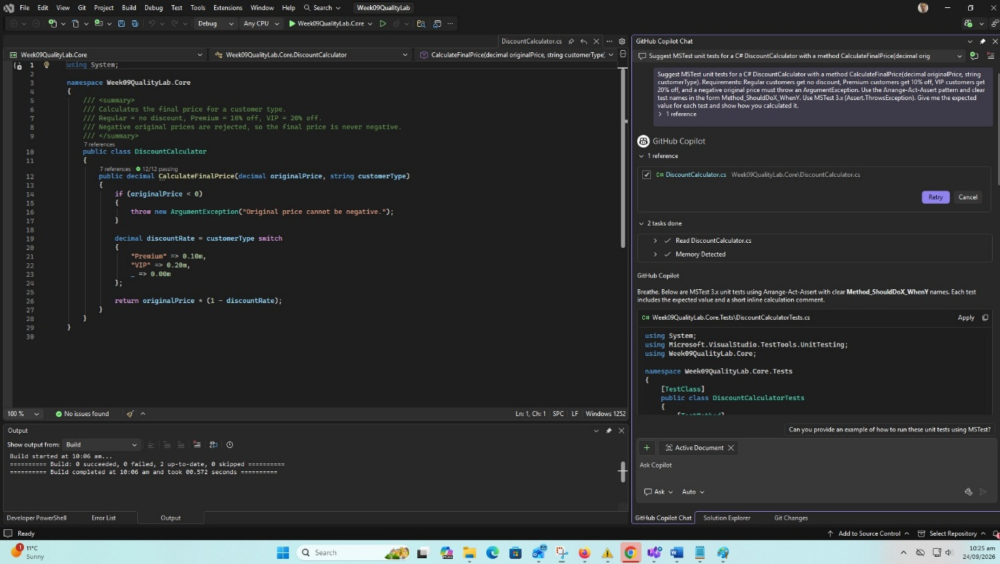 File Edit View Git Project Build Debug Test Tools Extensions Window Help Search Week09QualityLab
Debug Any CPU Week09QualityLab.Core
DiscountCalculator.cs
Week09QualityLab.Core Week09QualityLab.Core.DiscountCalculator CalculateFinalPrice(decimal originalPrice, string customerType)
1 using System;
2
3 namespace Week09QualityLab.Core
4 {
5 /// <summary>
6 /// Calculates the final price for a customer type.
7 /// Regular = no discount, Premium = 10% off, VIP = 20% off.
8 /// Negative original prices are rejected, so the final price is never negative.
9 /// </summary>
7 references
10 public class DiscountCalculator
11 {
7 references 12/12 passing
12 public decimal CalculateFinalPrice(decimal originalPrice, string customerType)
13 {
14 if (originalPrice < 0)
15 {
16 throw new ArgumentException("Original price cannot be negative.");
17 }
18
19 decimal discountRate = customerType switch
20 {
21 "Premium" => 0.10m,
22 "VIP" => 0.20m,
23 _ => 0.00m
24 };
25
26 return originalPrice * (1 - discountRate);
27 }
28 }
29 }
30
100 % No issues found Ln: 1, Ch: 1 SPC LF Windows 1252
Output
Show output from: Build
Build started at 10:06 am...
========== Build: 0 succeeded, 0 failed, 2 up-to-date, 0 skipped ==========
========== Build completed at 10:06 am and took 00.572 seconds ==========
Developer PowerShell Error List Output
GitHub Copilot Chat
Suggest MSTest unit tests for a C# DiscountCalculator with a method CalculateFinalPrice(decimal orig
Suggest MSTest unit tests for a C# DiscountCalculator with a method CalculateFinalPrice(decimal originalPrice, string
customerType). Requirements: Regular customers get no discount, Premium customers get 10% off, VIP customers get
20% off, and a negative original price must throw an ArgumentException. Use the Arrange-Act-Assert pattern and clear
test names in the form Method_ShouldDoX_WhenY. Use MSTest 3.x (Assert.ThrowsException). Give me the expected
value for each test and show how you calculated it.
1 reference
GitHub Copilot
1 reference
C# DiscountCalculator.cs Week09QualityLab.Core\DiscountCalculator.cs
Retry Cancel
2 tasks done
Read DiscountCalculator.cs
Memory Detected
GitHub Copilot
Breathe. Below are MSTest 3.x unit tests using Arrange-Act-Assert with clear Method_ShouldDoX_WhenY names. Each test
includes the expected value and a short inline calculation comment.
C# Week09QualityLab.Core.Tests\DiscountCalculatorTests.cs Apply
using System;
using Microsoft.VisualStudio.TestTools.UnitTesting;
using Week09QualityLab.Core;
namespace Week09QualityLab.Core.Tests
{
[TestClass]
public class DiscountCalculatorTests
{
[TestMethod]
Can you provide an example of how to run these unit tests using MSTest?
Active Document
Ask Copilot
Ask Auto
GitHub Copilot Chat Solution Explorer Git Changes
Ready Add to Source Control Select Repository
11°C
Sunny
Search
10:25 am
24/09/2026